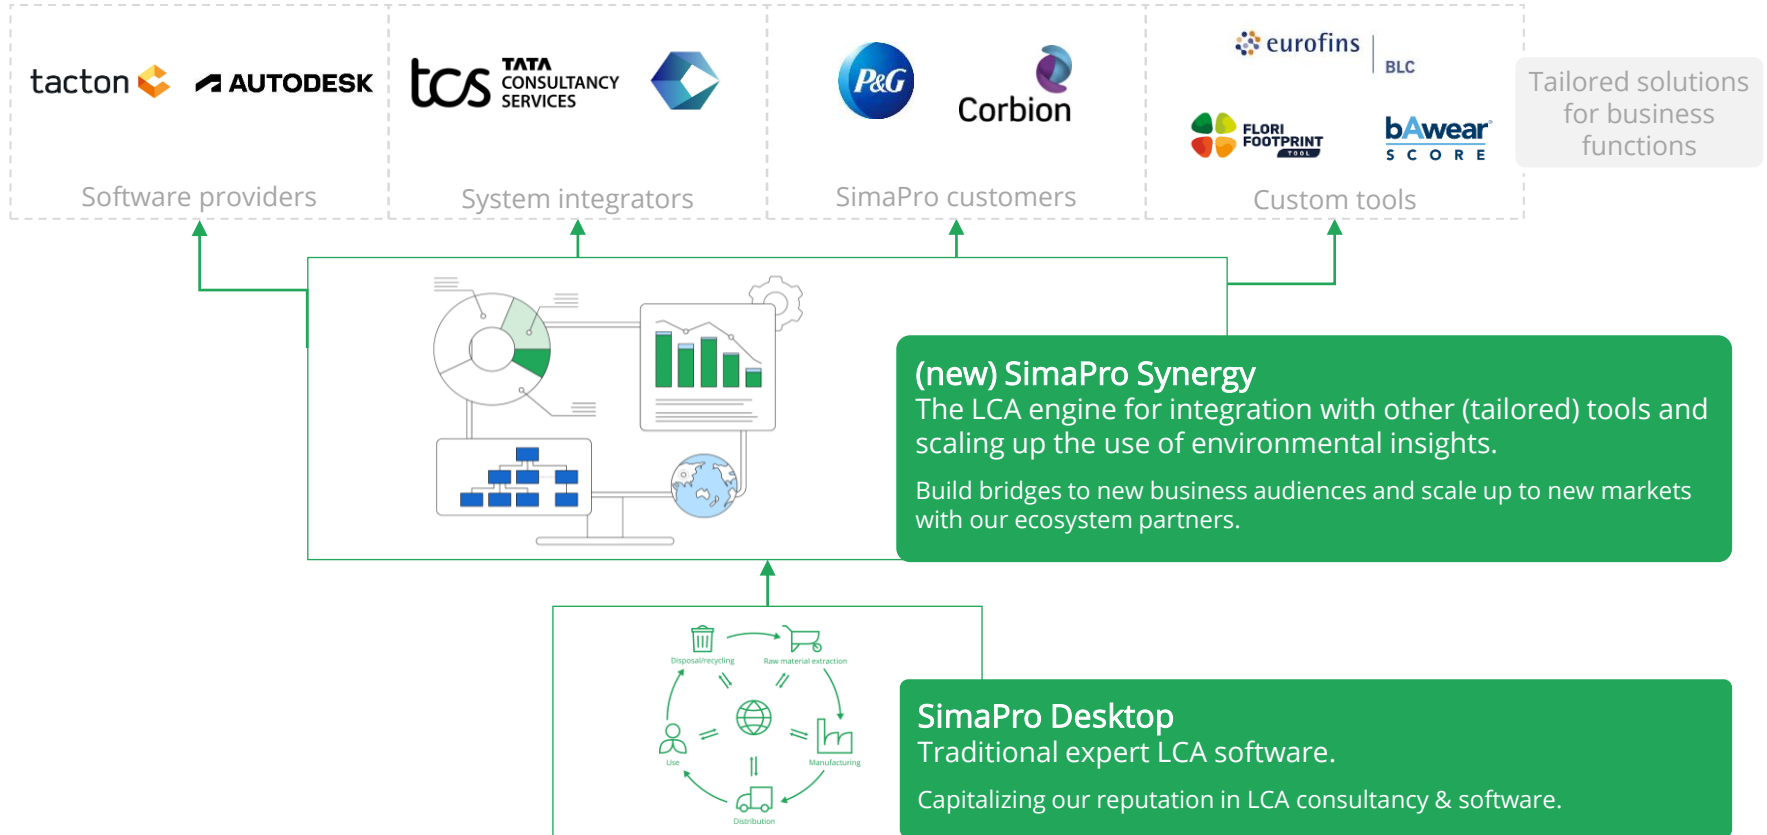 tacton
AUTODESK
tcs
TATA
CONSULTANCY
SERVICES
P&G
Corbion
eurofins
BLC
FLORI
FOOTPRINT
TOOL
bAwear
SCORE
Tailored solutions
for business
functions
Software providers
System integrators
SimaPro customers
Custom tools
(new) SimaPro Synergy
The LCA engine for integration with other (tailored) tools and
scaling up the use of environmental insights.
Build bridges to new business audiences and scale up to new markets
with our ecosystem partners.
Disposal/recycling
Raw material extraction
Use
Manufacturing
Distribution
SimaPro Desktop
Traditional expert LCA software.
Capitalizing our reputation in LCA consultancy & software.